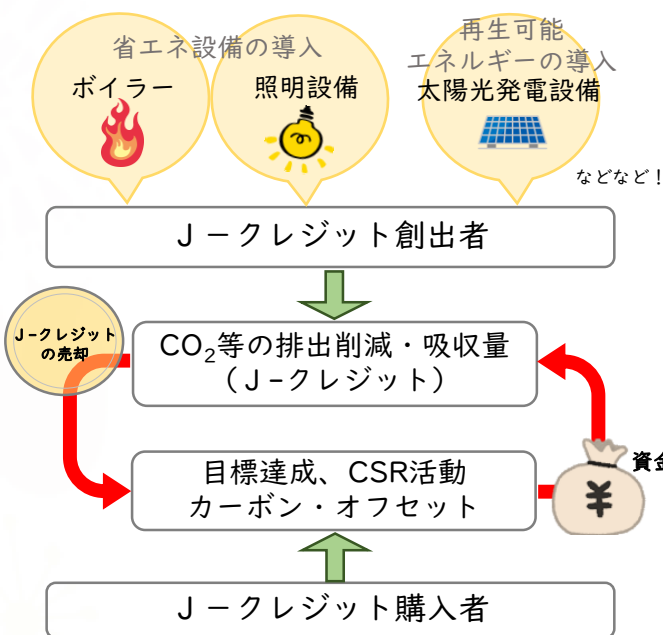 省エネ設備の導入
ボイラー
照明設備
再生可能
エネルギーの導入
太陽光発電設備
などなど!
J－クレジット創出者
J－クレジット
の売却
CO₂等の排出削減・吸収量
（J－クレジット）
資金
¥
目標達成、CSR活動
カーボン・オフセット
J－クレジット購入者